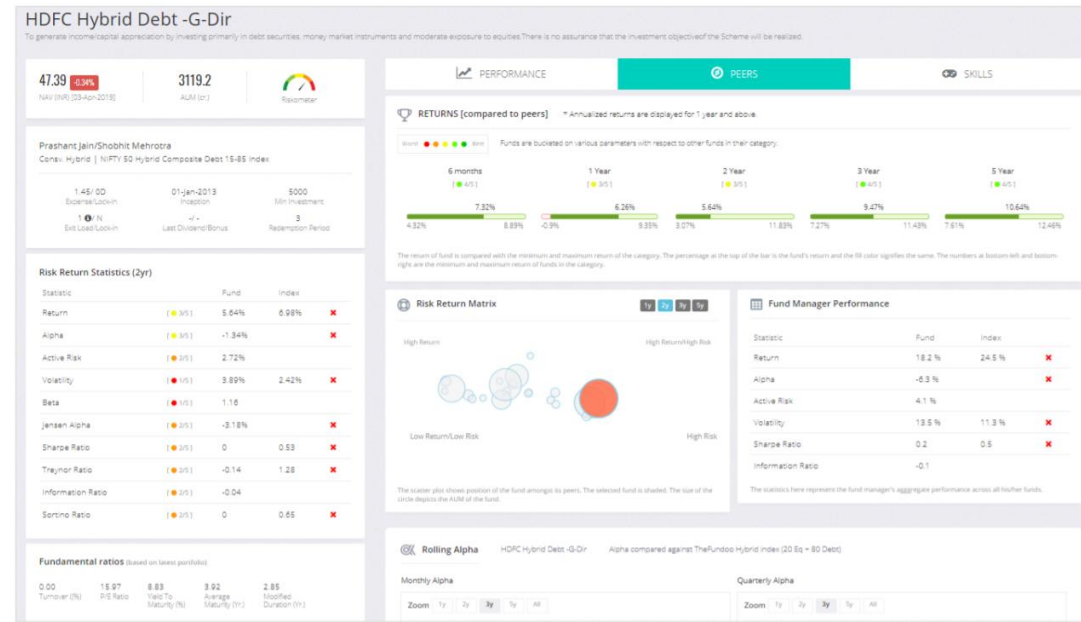 HDFC Hybrid Debt -G-Dir
To generate income/capital appreciation by investing primarily in debt securities, money market instruments and moderate exposure to equities.There is no assurance that the investment objectiveof the Scheme will be realized.
47.39 -0.34%
NAV (INR) [03-Apr-2019]
3119.2
AUM (cr.)
Riskometer
Prashant Jain/Shobhit Mehrotra
Consv. Hybrid | NIFTY 50 Hybrid Composite Debt 15-85 Index
1.45/ 0D 01-Jan-2013 5000
Expense/Lock-in Inception Min Investment
1 / N -/ - 3
Exit Load/Lock-in Last Dividend/Bonus Redemption Period
Risk Return Statistics (2yr)
Statistic Fund Index
Return [ 3/5 ] 5.64% 6.98%
Alpha [ 3/5 ] -1.34%
Active Risk [ 2/5 ] 2.72%
Volatility [ 1/5 ] 3.89% 2.42%
Beta [ 1/5 ] 1.16
Jensen Alpha [ 2/5 ] -3.18%
Sharpe Ratio [ 2/5 ] 0 0.53
Treynor Ratio [ 2/5 ] -0.14 1.28
Information Ratio [ 2/5 ] -0.04
Sortino Ratio [ 2/5 ] 0 0.65
Fundamental ratios (based on latest portfolio)
0.00 15.97 8.83 3.92 2.85
Turnover (%) P/E Ratio Yield To Maturity (%) Average Maturity (Yr.) Modified Duration (Yr.)
PERFORMANCE PEERS SKILLS
RETURNS [compared to peers] * Annualized returns are displayed for 1 year and above.
Worst Best Funds are bucketed on various parameters with respect to other funds in their category.
6 months 1 Year 2 Year 3 Year 5 Year
[ 4/5 ] [ 3/5 ] [ 3/5 ] [ 4/5 ] [ 4/5 ]
7.32% 6.26% 5.64% 9.47% 10.64%
4.32% 8.89% -0.9% 9.35% 3.07% 11.83% 7.27% 11.43% 7.61% 12.46%
The return of fund is compared with the minimum and maximum return of the category. The percentage at the top of the bar is the fund's return and the fill color signifies the same. The numbers at bottom-left and bottom-
right are the minimum and maximum return of funds in the category.
Risk Return Matrix 1y 2y 3y 5y
High Return High Return/High Risk
Low Return/Low Risk High Risk
The scatter plot shows position of the fund amongst its peers. The selected fund is shaded. The size of the
circle depicts the AUM of the fund.
Fund Manager Performance
Statistic Fund Index
Return 18.2 % 24.5 %
Alpha -6.3 %
Active Risk 4.1 %
Volatility 13.5 % 11.3 %
Sharpe Ratio 0.2 0.5
Information Ratio -0.1
The statistics here represents the fund manager's agggregate performance across all his/her funds.
Rolling Alpha HDFC Hybrid Debt -G-Dir Alpha compared against TheFundoo Hybrid Index (20 Eq + 80 Debt)
Monthly Alpha Quarterly Alpha
Zoom 1y 2y 3y 5y All Zoom 1y 2y 3y 5y All